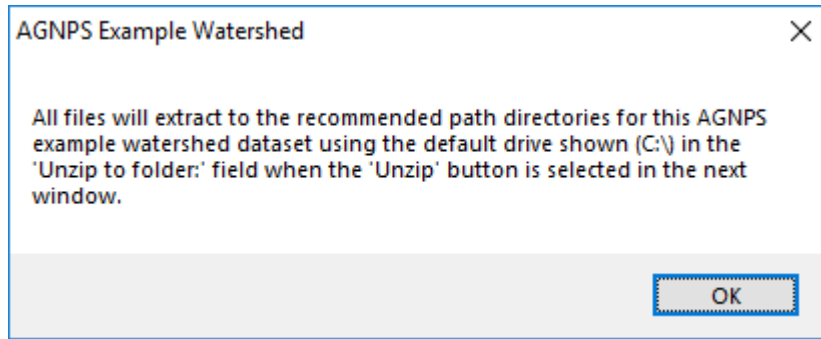 AGNPS Example Watershed
All files will extract to the recommended path directories for this AGNPS
example watershed dataset using the default drive shown (C:\) in the
'Unzip to folder:' field when the 'Unzip' button is selected in the next
window.
OK